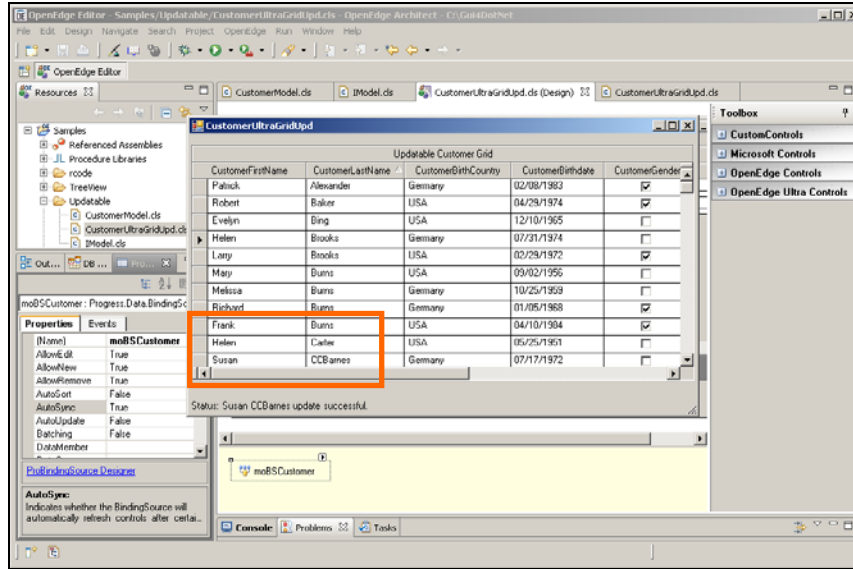 OpenEdge Editor - Samples/Updatable/CustomerUltraGridUpd.cls - OpenEdge Architect - C:\Gui4DotNet
File Edit Design Navigate Search Project OpenEdge Run Window Help
OpenEdge Editor
Resources
CustomerModel.cls
IModel.cls
CustomerUltraGridUpd.cls (Design)
CustomerUltraGridUpd.cls
Samples
Referenced Assemblies
Procedure Libraries
rcode
TreeView
Updatable
CustomerModel.cls
CustomerUltraGridUpd.cls
IModel.cls
Out...
DB ...
Pro...
moBSCustomer : Progress.Data.BindingSc
Properties Events
(Name) moBSCustomer
AllowEdit True
AllowNew True
AllowRemove True
AutoSort False
AutoSync True
AutoUpdate False
Batching False
DataMember
ProBindingSource Designer
AutoSync
Indicates whether the BindingSource will
automatically refresh controls after certai...
CustomerUltraGridUpd
Updatable Customer Grid
CustomerFirstName CustomerLastName CustomerBirthCountry CustomerBirthdate CustomerGender
Patrick Alexander Germany 02/08/1983
Robert Baker USA 04/29/1974
Evelyn Bing USA 12/10/1965
Helen Brooks Germany 07/31/1974
Larry Brooks USA 02/29/1972
Mary Burns USA 09/02/1956
Melissa Burns Germany 10/25/1959
Richard Burns Germany 01/05/1968
Frank Burns USA 04/10/1984
Helen Carter USA 05/25/1951
Susan CCBarnes Germany 07/17/1972
Status: Susan CCBarnes update successful.
Toolbox
CustomControls
Microsoft Controls
OpenEdge Controls
OpenEdge Ultra Controls
moBSCustomer
Console Problems Tasks